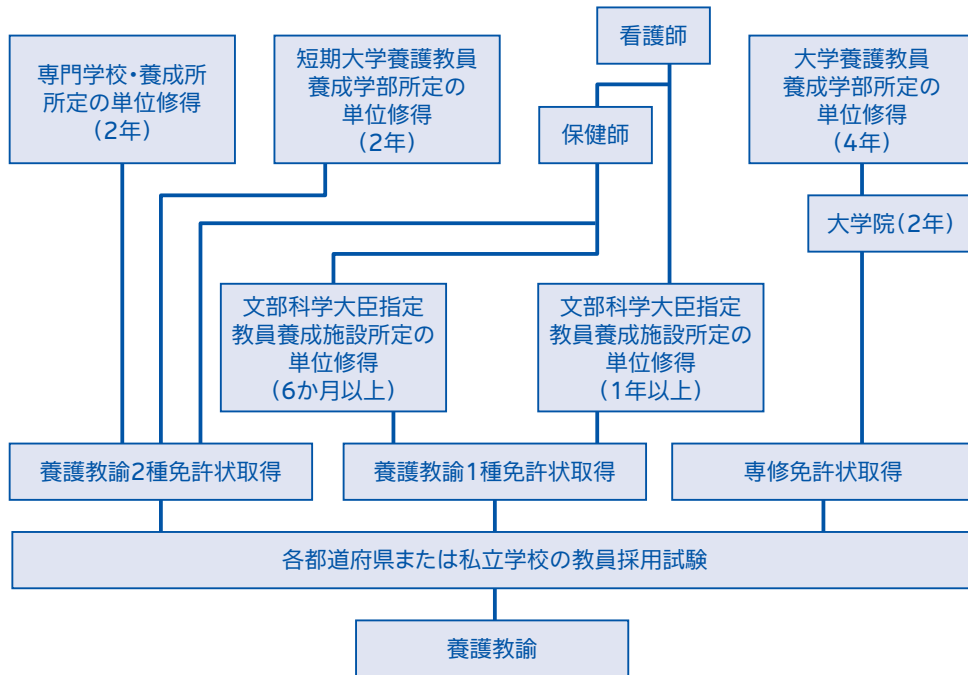 専門学校・養成所
所定の単位修得
(2年)
短期大学養護教員
養成学部所定の
単位修得
(2年)
看護師
保健師
大学養護教員
養成学部所定の
単位修得
(4年)
大学院(2年)
文部科学大臣指定
教員養成施設所定の
単位修得
(6か月以上)
文部科学大臣指定
教員養成施設所定の
単位修得
(1年以上)
養護教諭2種免許状取得
養護教諭1種免許状取得
専修免許状取得
各都道府県または私立学校の教員採用試験
養護教諭